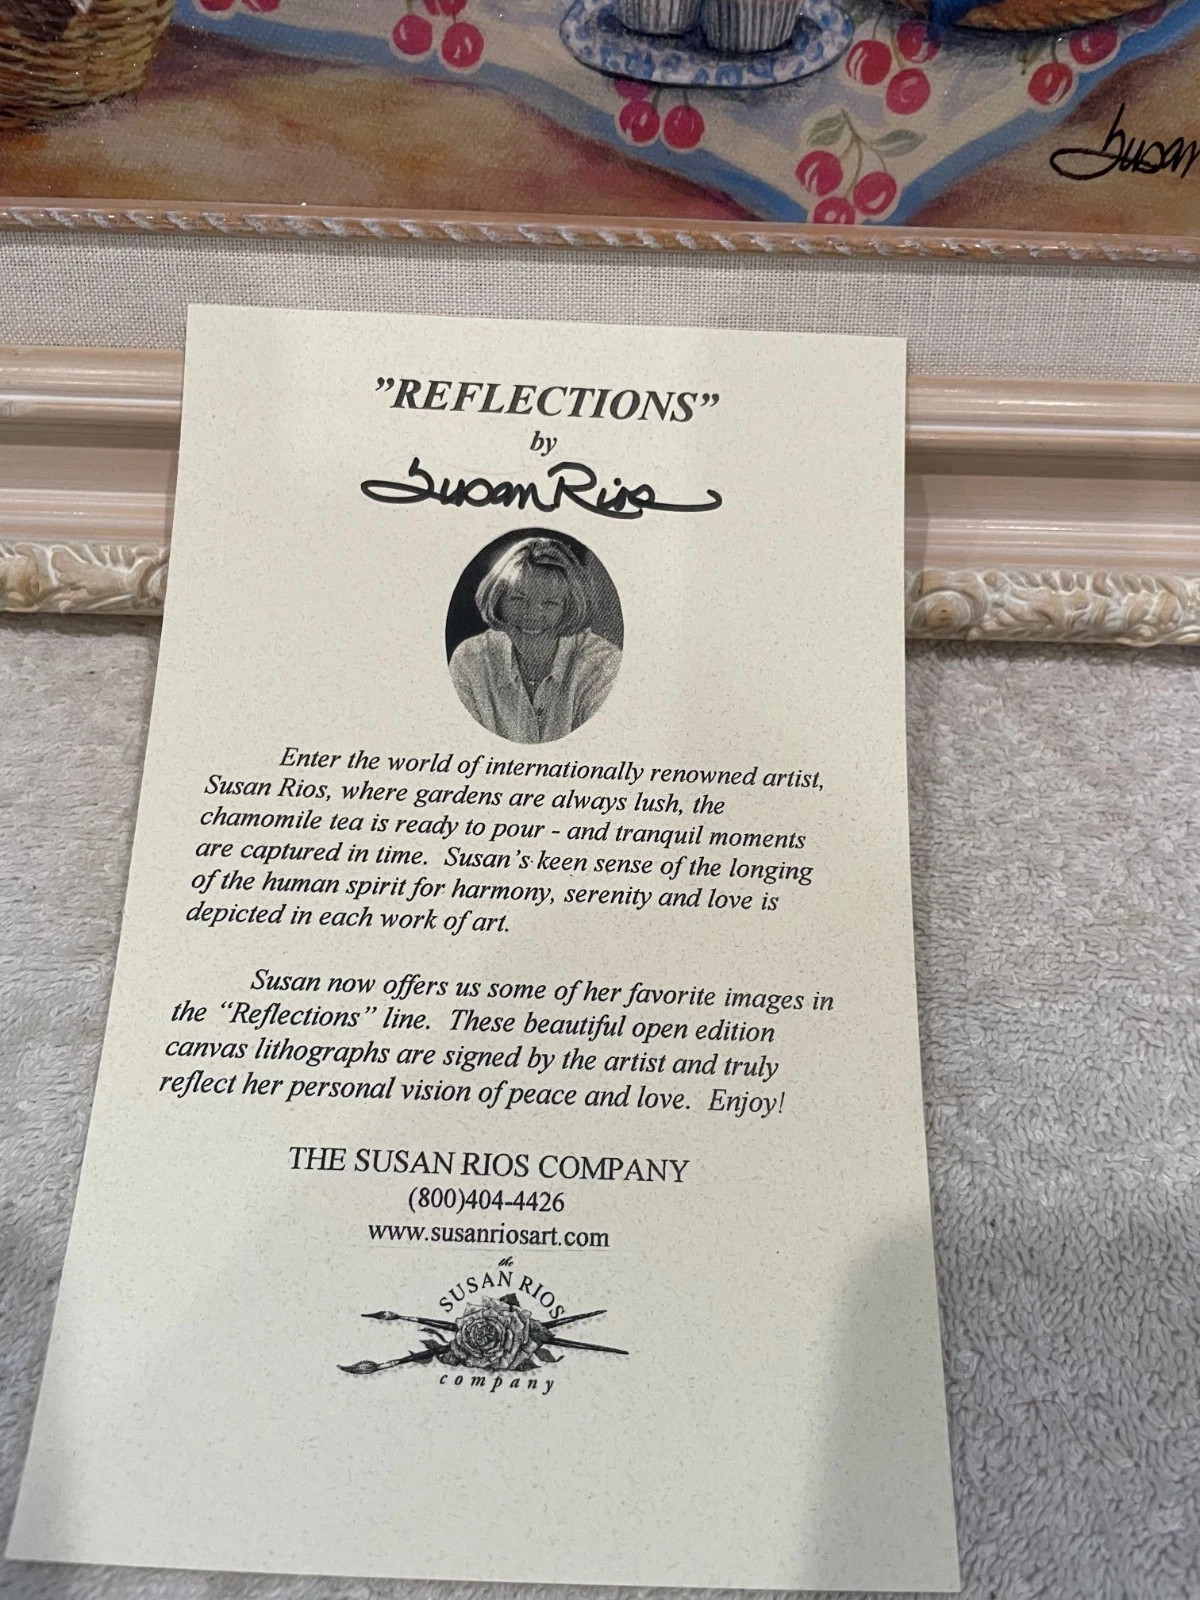 Susan
”REFLECTIONS”
by
Susan Rios
Enter the world of internationally renowned artist,
Susan Rios, where gardens are always lush, the
chamomile tea is ready to pour - and tranquil moments
are captured in time. Susan's keen sense of the longing
of the human spirit for harmony, serenity and love is
depicted in each work of art.
Susan now offers us some of her favorite images in
the “Reflections” line. These beautiful open edition
canvas lithographs are signed by the artist and truly
reflect her personal vision of peace and love. Enjoy!
THE SUSAN RIOS COMPANY
(800)404-4426
www.susanriosart.com
the
SUSAN RIOS
company